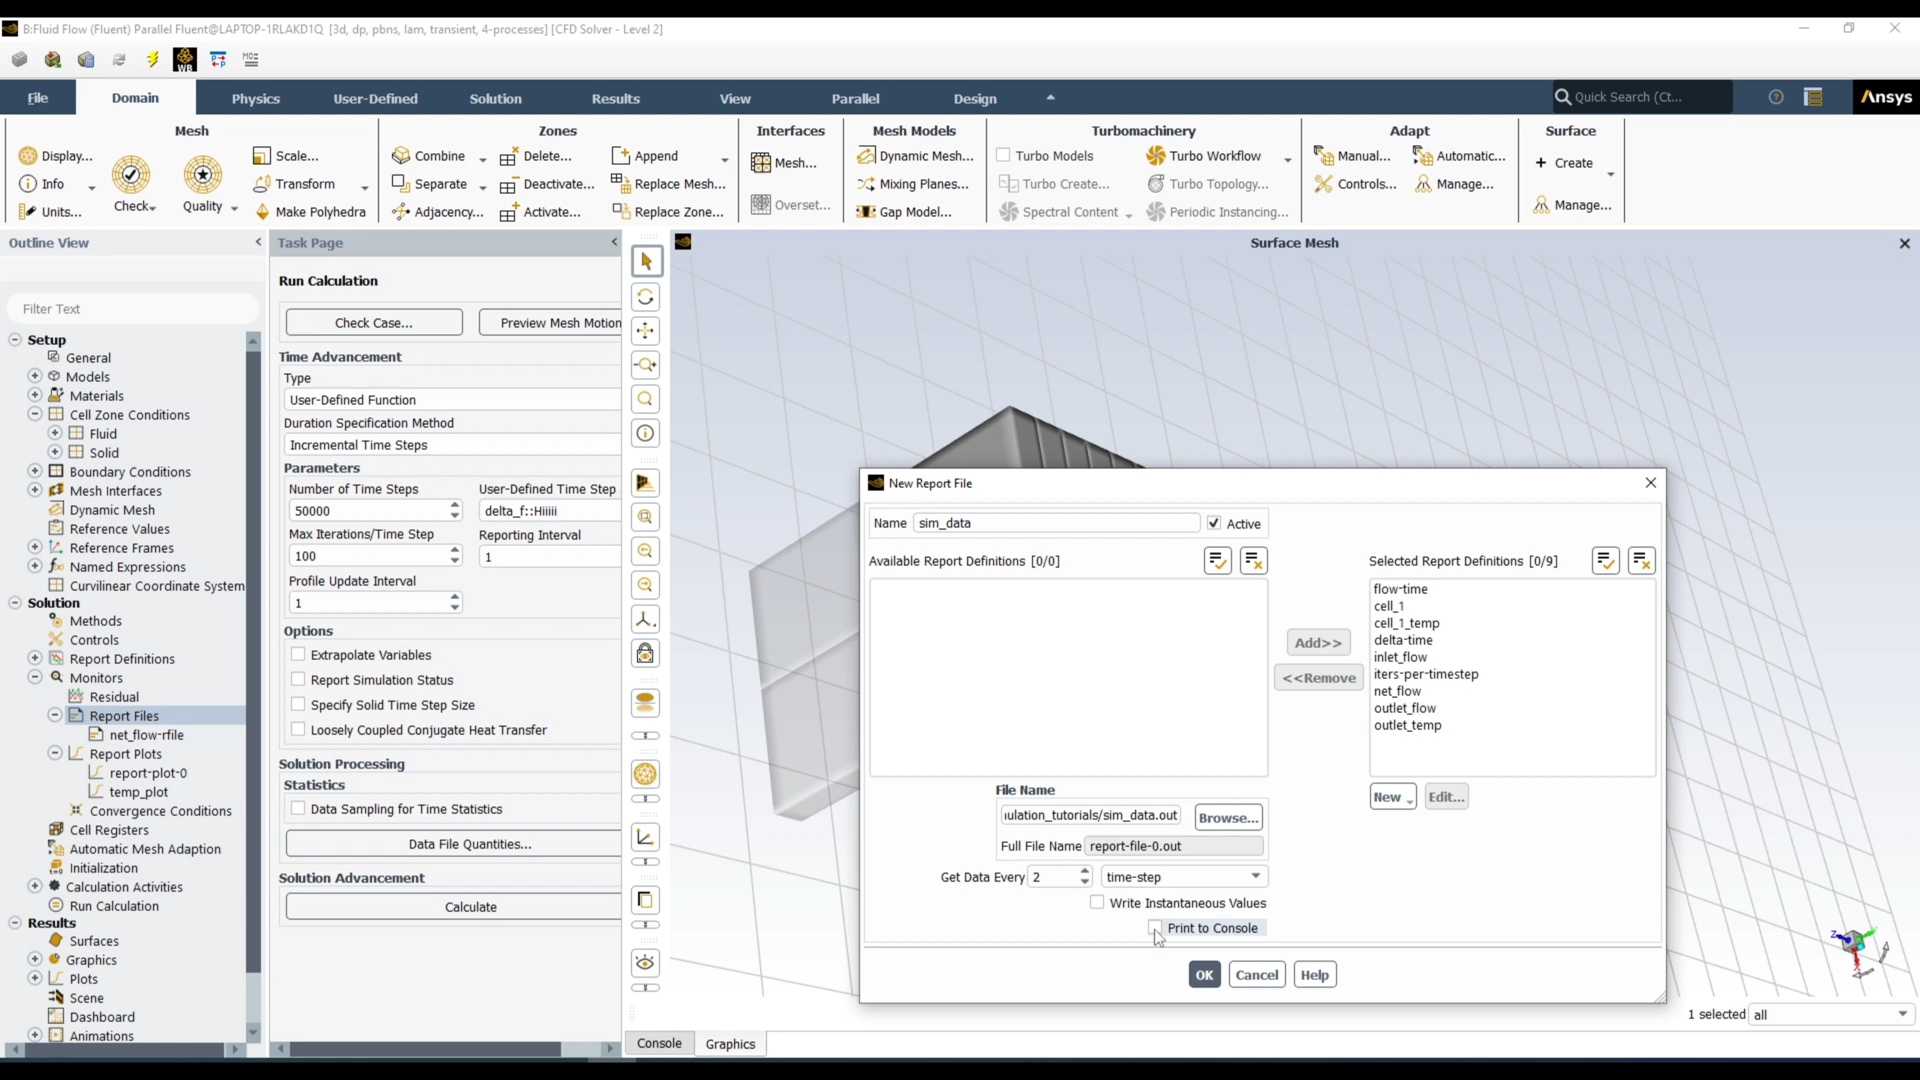 B:Fluid Flow (Fluent) Parallel Fluent@LAPTOP-1RLAKD1Q [3d, dp, pbns, lam, transient, 4-processes] [CFD Solver - Level 2]
WB
File Domain Physics User-Defined Solution Results View Parallel Design Quick Search (Ct... Ansys
Mesh
Display...
Info
Units...
Check
Quality
Scale...
Transform
Make Polyhedra
Zones
Combine
Separate
Adjacency...
Delete...
Deactivate...
Activate...
Append
Replace Mesh...
Replace Zone...
Interfaces
Mesh...
Overset...
Mesh Models
Dynamic Mesh...
Mixing Planes...
Gap Model...
Turbomachinery
Turbo Models
Turbo Create...
Spectral Content
Turbo Workflow
Turbo Topology...
Periodic Instancing...
Adapt
Manual...
Controls...
Automatic...
Manage...
Surface
+ Create
Manage...
Outline View
Filter Text
Setup
General
Models
Materials
Cell Zone Conditions
Fluid
Solid
Boundary Conditions
Mesh Interfaces
Dynamic Mesh
Reference Values
Reference Frames
Named Expressions
Curvilinear Coordinate System
Solution
Methods
Controls
Report Definitions
Monitors
Residual
Report Files
net_flow-rfile
Report Plots
report-plot-0
temp_plot
Convergence Conditions
Cell Registers
Automatic Mesh Adaption
Initialization
Calculation Activities
Run Calculation
Results
Surfaces
Graphics
Plots
Scene
Dashboard
Animations
Task Page
Run Calculation
Check Case... Preview Mesh Motion
Time Advancement
Type
User-Defined Function
Duration Specification Method
Incremental Time Steps
Parameters
Number of Time Steps User-Defined Time Step
50000 delta_f::Hiiiii
Max Iterations/Time Step Reporting Interval
100 1
Profile Update Interval
1
Options
Extrapolate Variables
Report Simulation Status
Specify Solid Time Step Size
Loosely Coupled Conjugate Heat Transfer
Solution Processing
Statistics
Data Sampling for Time Statistics
Data File Quantities...
Solution Advancement
Calculate
Surface Mesh
New Report File
Name sim_data Active
Available Report Definitions [0/0]
Selected Report Definitions [0/9]
flow-time
cell_1
cell_1_temp
delta-time
inlet_flow
iters-per-timestep
net_flow
outlet_flow
outlet_temp
Add>>
<<Remove
New Edit...
File Name
ulation_tutorials/sim_data.out Browse...
Full File Name report-file-0.out
Get Data Every 2 time-step
Write Instantaneous Values
Print to Console
OK Cancel Help
Z
Y
X
1 selected all
Console Graphics